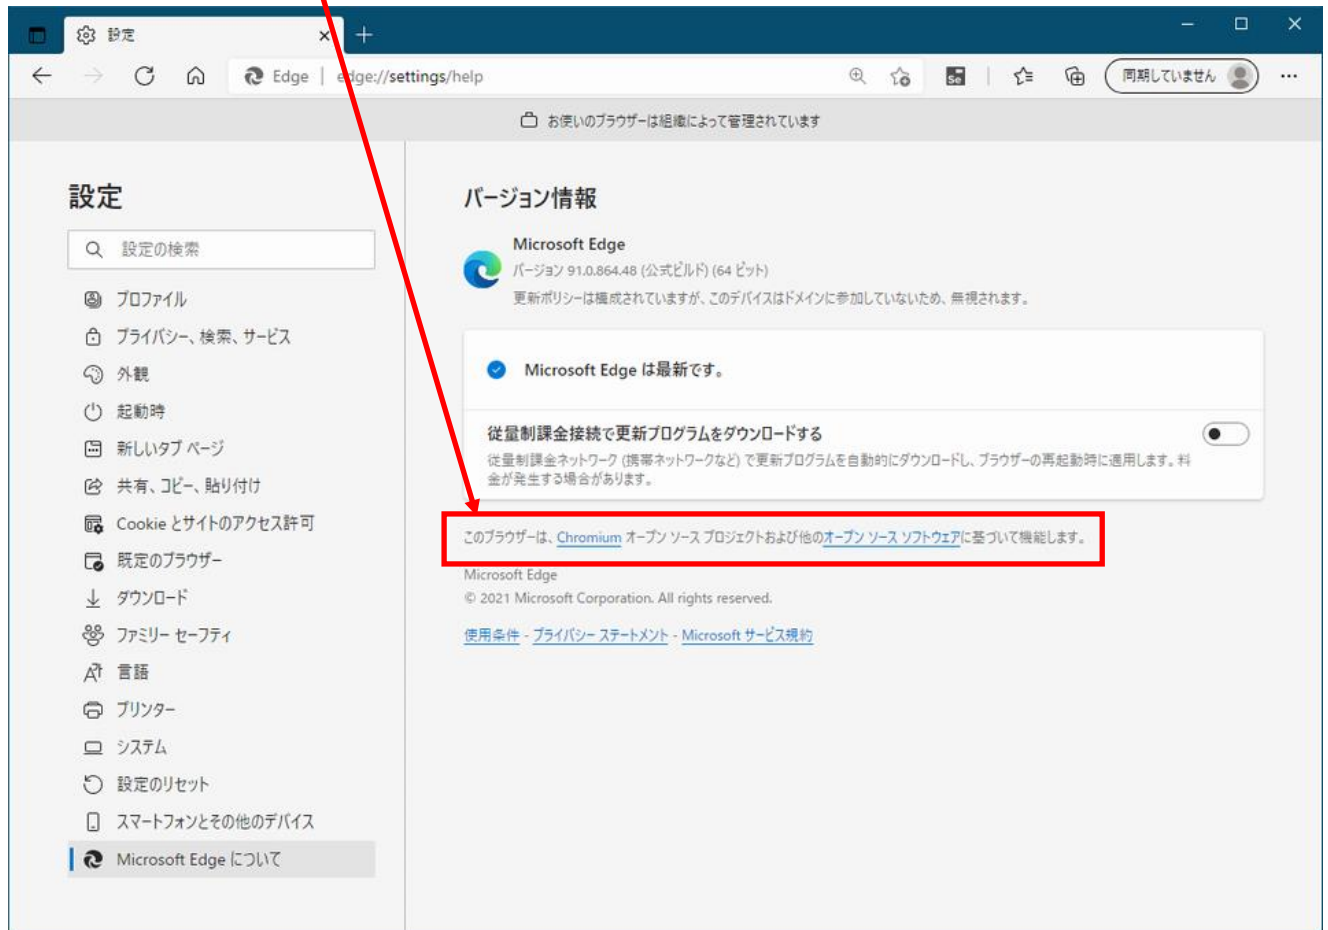 設定
Edge | edge://settings/help
同期していません
お使いのブラウザーは組織によって管理されています
設定
設定の検索
プロファイル
プライバシー、検索、サービス
外観
起動時
新しいタブ ページ
共有、コピー、貼り付け
Cookie とサイトのアクセス許可
既定のブラウザー
ダウンロード
ファミリー セーフティ
言語
プリンター
システム
設定のリセット
スマートフォンとその他のデバイス
Microsoft Edge について
バージョン情報
Microsoft Edge
バージョン 91.0.864.48 (公式ビルド) (64 ビット)
更新ポリシーは構成されていますが、このデバイスはドメインに参加していないため、無視されます。
Microsoft Edge は最新です。
従量制課金接続で更新プログラムをダウンロードする
従量制課金ネットワーク (携帯ネットワークなど) で更新プログラムを自動的にダウンロードし、ブラウザーの再起動時に適用します。料
金が発生する場合があります。
このブラウザーは、Chromium オープン ソース プロジェクトおよび他のオープン ソース ソフトウェアに基づいて機能します。
Microsoft Edge
© 2021 Microsoft Corporation. All rights reserved.
使用条件 - プライバシー ステートメント - Microsoft サービス規約